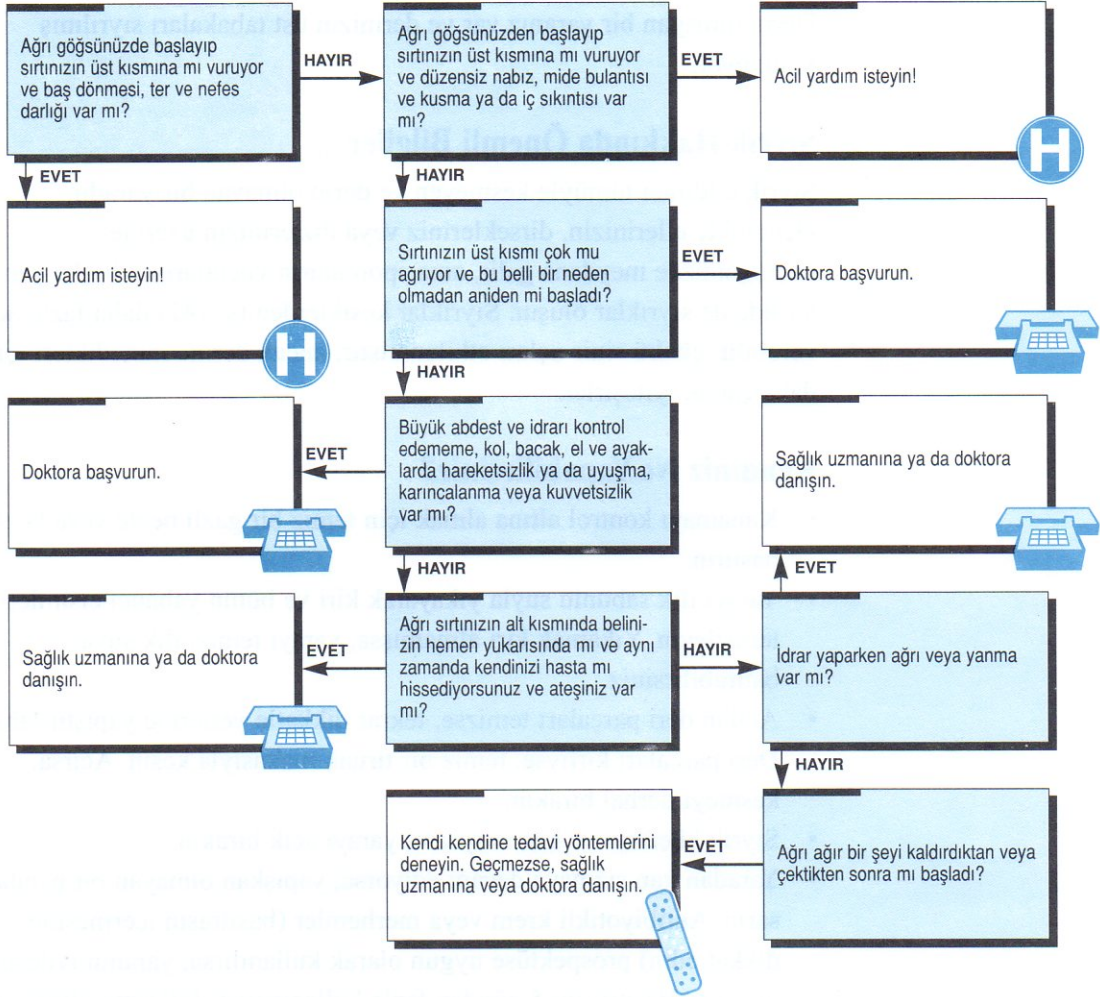 Ağrı göğsünüzde başlayıp
sırtınızın üst kısmına mı vuruyor
ve baş dönmesi, ter ve nefes
darlığı var mı?
HAYIR
Ağrı göğsünüzden başlayıp
sırtınızın üst kısmına mı vuruyor
ve düzensiz nabız, mide bulantısı
ve kusma ya da iç sıkıntısı var
mı?
EVET
Acil yardım isteyin!
H
EVET
HAYIR
Acil yardım isteyin!
H
Sırtınızın üst kısmı çok mu
ağrıyor ve bu belli bir neden
olmadan aniden mi başladı?
EVET
Doktora başvurun.
HAYIR
Doktora başvurun.
EVET
Büyük abdest ve idrarı kontrol
edememe, kol, bacak, el ve ayak-
larda hareketsizlik ya da uyuşma,
karıncalanma veya kuvvetsizlik
var mı?
Sağlık uzmanına ya da doktora
danışın.
HAYIR
EVET
Sağlık uzmanına ya da doktora
danışın.
EVET
Ağrı sırtınızın alt kısmında belini-
zin hemen yukarısında mı ve aynı
zamanda kendinizi hasta mı
hissediyorsunuz ve ateşiniz var
mı?
HAYIR
İdrar yaparken ağrı veya yanma
var mı?
HAYIR
Kendi kendine tedavi yöntemlerini
deneyin. Geçmezse, sağlık
uzmanına veya doktora danışın.
EVET
Ağrı ağır bir şeyi kaldırdıktan veya
çektikten sonra mı başladı?